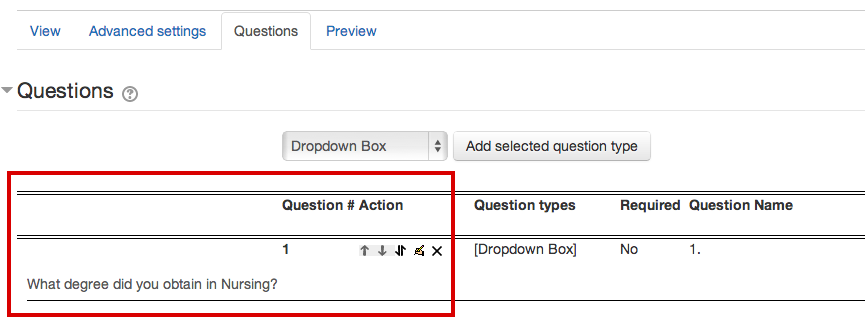 View Advanced settings Questions Preview
Questions ?
Dropdown Box Add selected question type
Question # Action Question types Required Question Name
1 [Dropdown Box] No 1.
What degree did you obtain in Nursing?